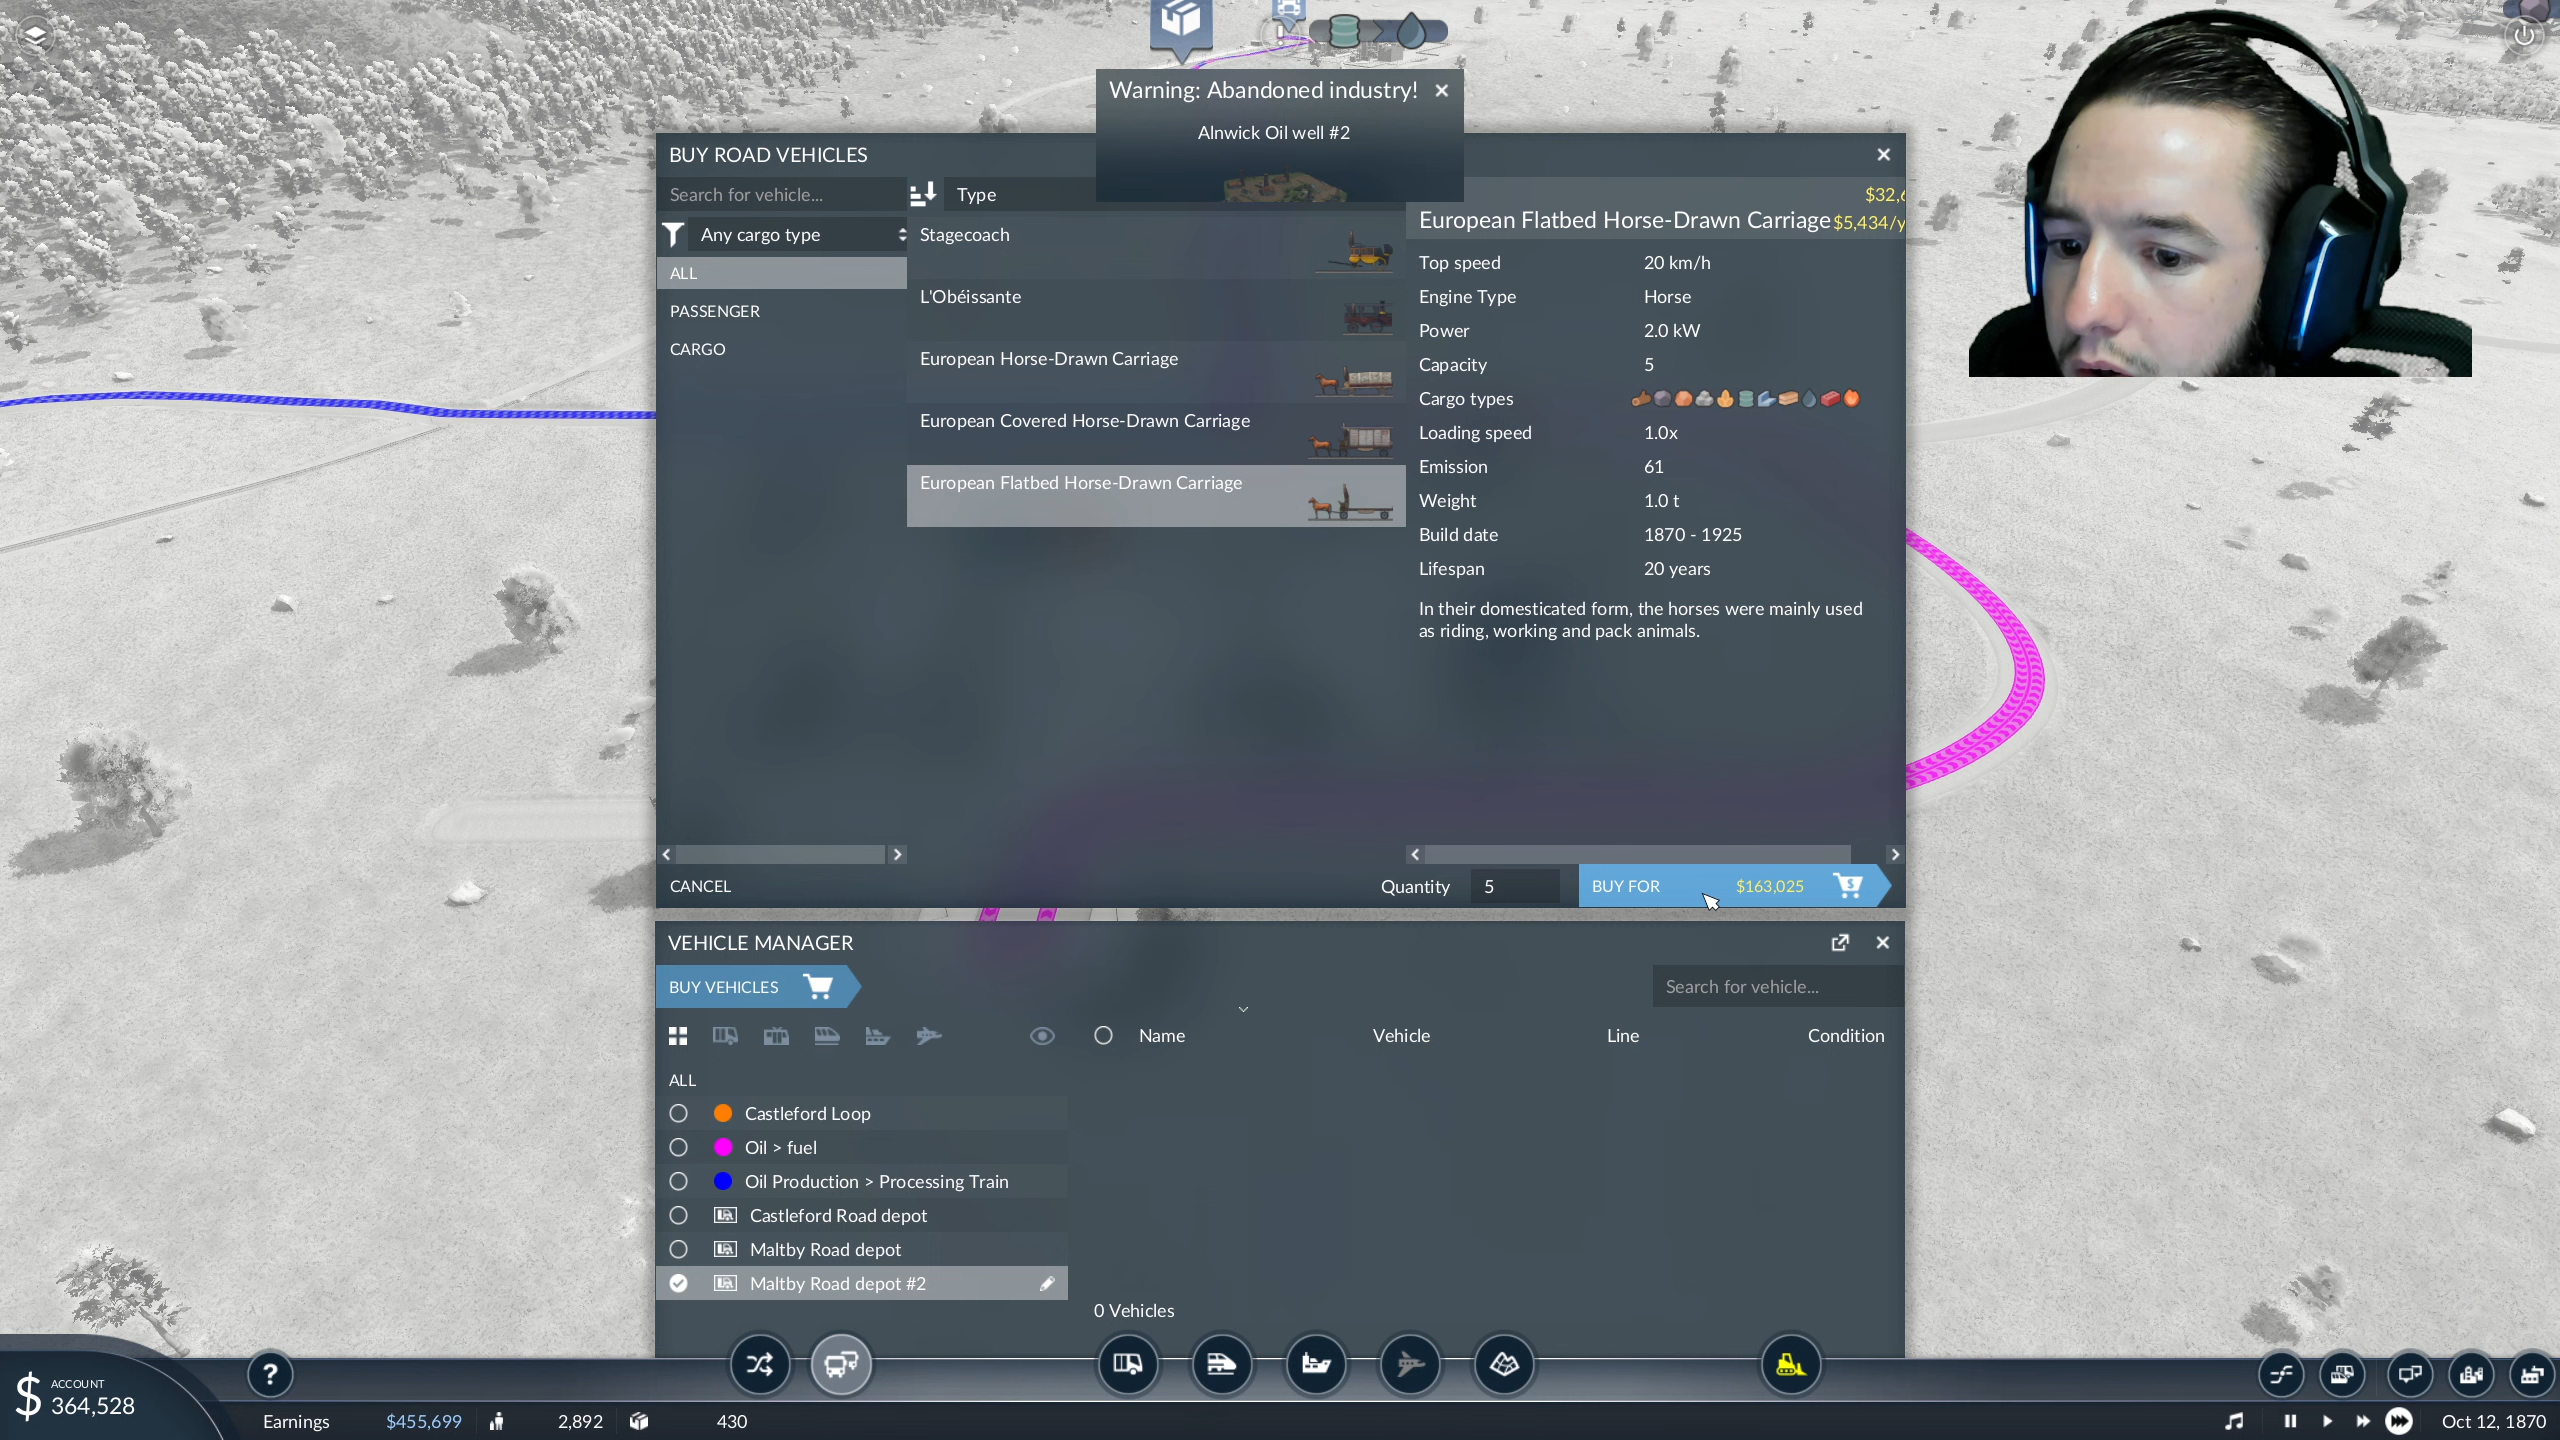 Warning: Abandoned industry!
Alnwick Oil well #2
BUY ROAD VEHICLES
Search for vehicle...
Type
Any cargo type
ALL
PASSENGER
CARGO
Stagecoach
L'Obéissante
European Horse-Drawn Carriage
European Covered Horse-Drawn Carriage
European Flatbed Horse-Drawn Carriage
European Flatbed Horse-Drawn Carriage $5,434/y
Top speed 20 km/h
Engine Type Horse
Power 2.0 kW
Capacity 5
Cargo types
Loading speed 1.0x
Emission 61
Weight 1.0 t
Build date 1870 - 1925
Lifespan 20 years
In their domesticated form, the horses were mainly used
as riding, working and pack animals.
CANCEL
Quantity 5
BUY FOR $163,025
VEHICLE MANAGER
BUY VEHICLES
Search for vehicle...
Name Vehicle Line Condition
ALL
Castleford Loop
Oil > fuel
Oil Production > Processing Train
Castleford Road depot
Maltby Road depot
Maltby Road depot #2
0 Vehicles
$ ACCOUNT
364,528
?
Earnings $455,699 2,892 430
Oct 12, 1870